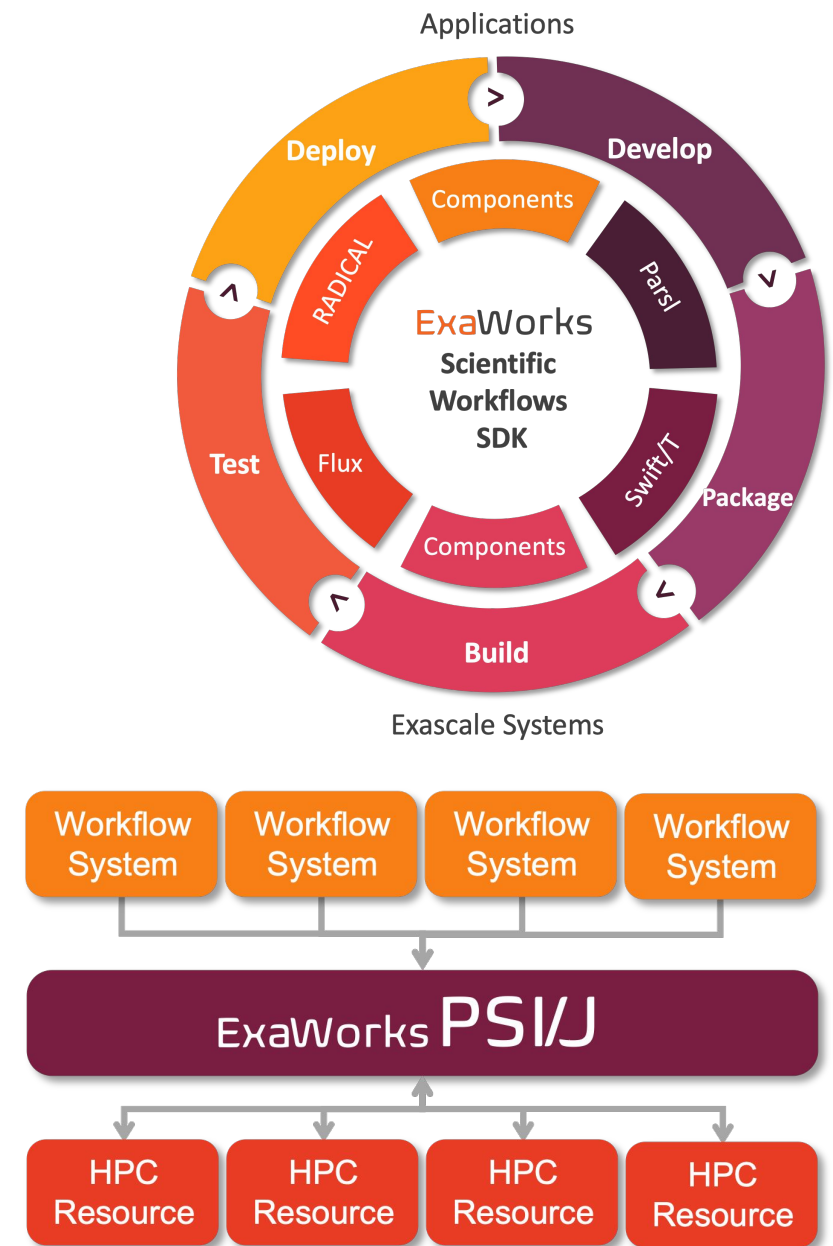 Applications
Deploy
>
Develop
>
Package
>
Build
>
Test
>
Components
Parsl
Swift/T
Components
Flux
RADICAL
ExaWorks
Scientific
Workflows
SDK
Exascale Systems
Workflow
System
Workflow
System
Workflow
System
Workflow
System
ExaWorks PSI/J
HPC
Resource
HPC
Resource
HPC
Resource
HPC
Resource